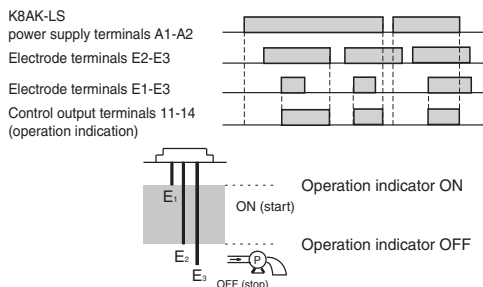 K8AK-LS
power supply terminals A1-A2
Electrode terminals E2-E3
Electrode terminals E1-E3
Control output terminals 11-14
(operation indication)
Operation indicator ON
E1
ON (start)
Operation indicator OFF
E2
P
E3
OFF (stop)